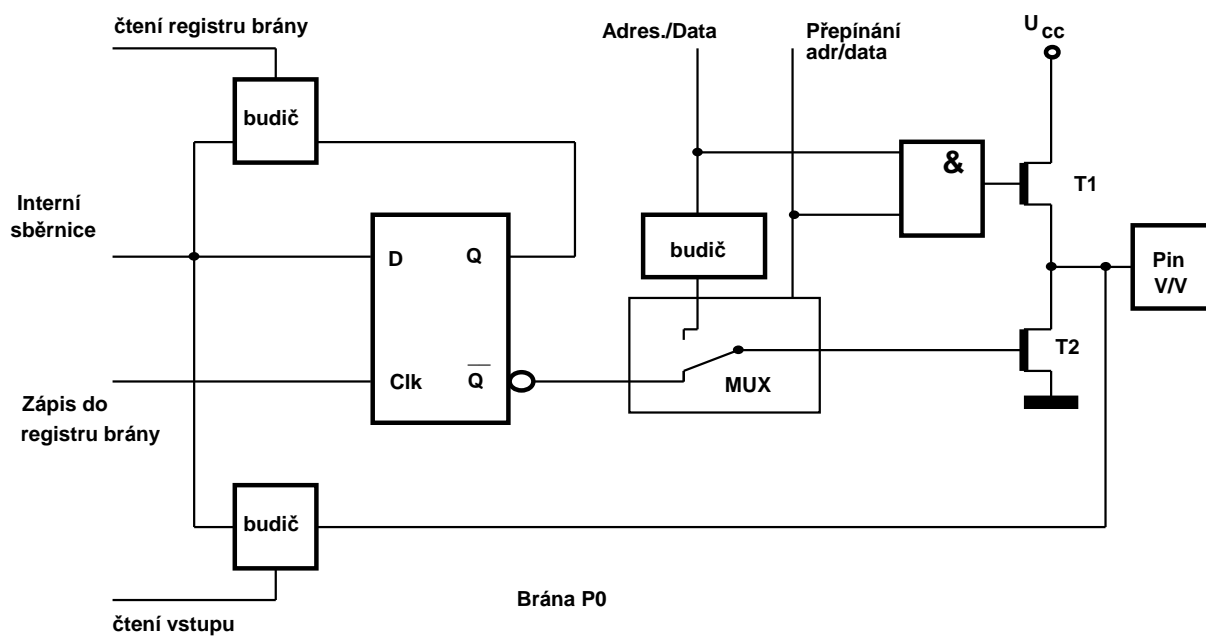 čtení registru brány
Adres./Data
Přepínání
adr/data
Ucc
budič
&
T1
Interní
sběrnice
D
Q
budič
Pin
V/V
T2
Clk
Q̅
MUX
Zápis do
registru brány
budič
Brána P0
čtení vstupu